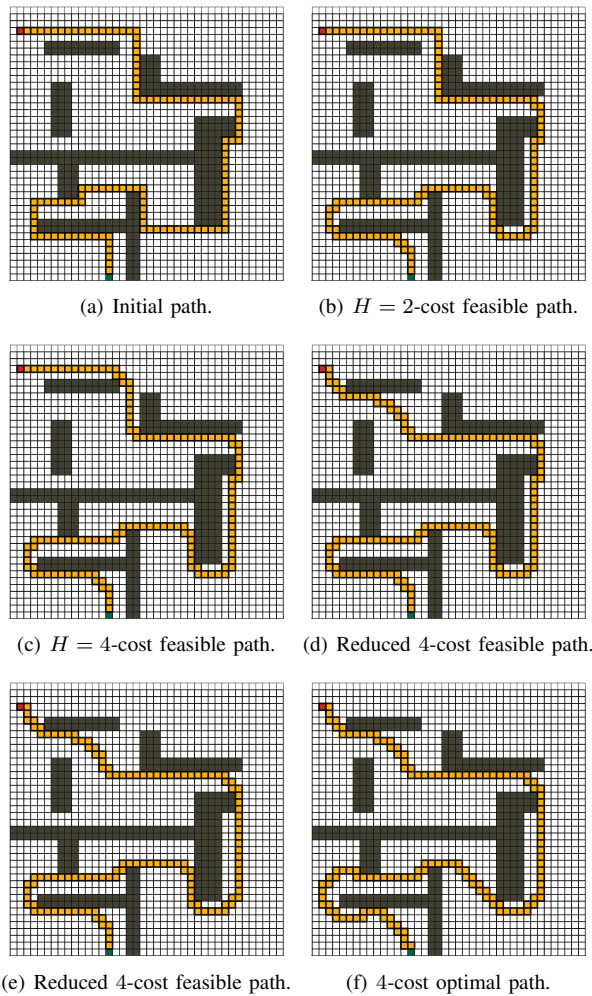 (a) Initial path.
(b) H = 2-cost feasible path.
(c) H = 4-cost feasible path.
(d) Reduced 4-cost feasible path.
(e) Reduced 4-cost feasible path.
(f) 4-cost optimal path.